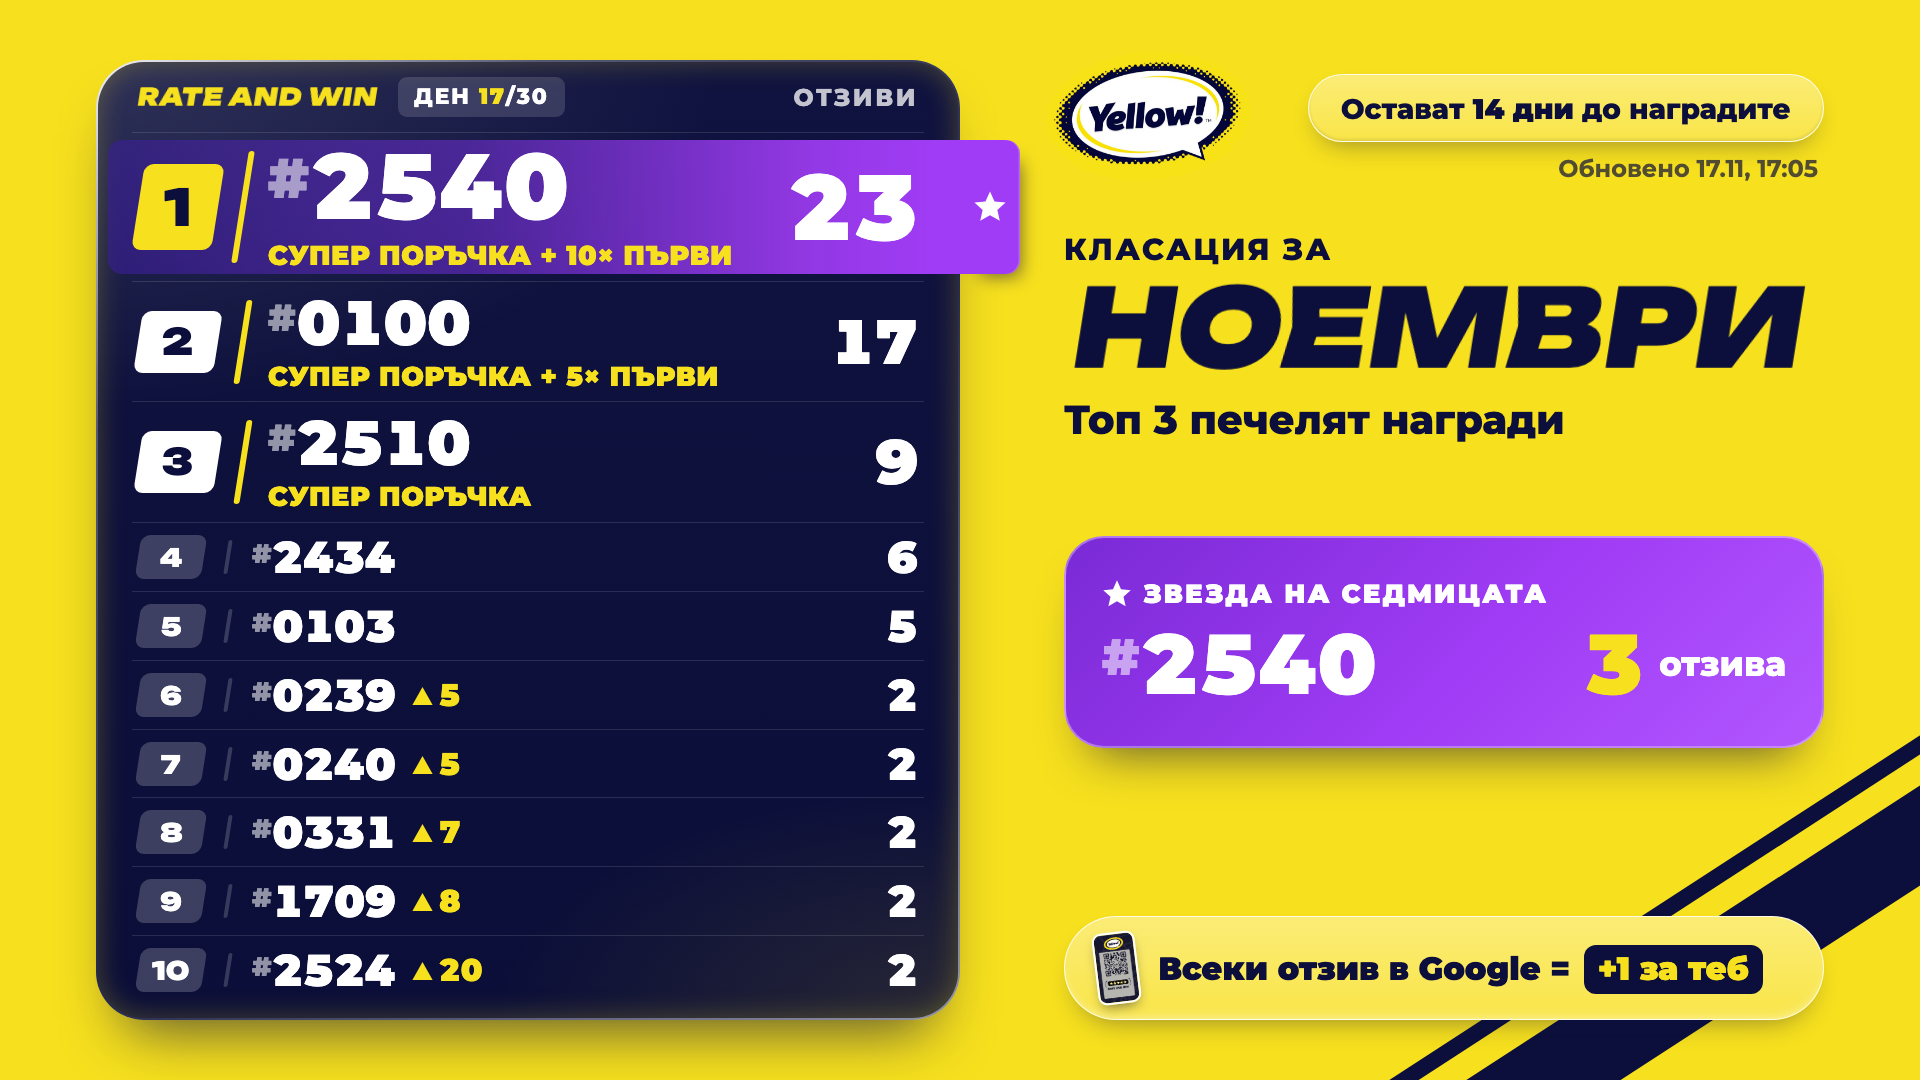 RATE AND WIN ДЕН 17/30 ОТЗИВИ
1 #2540 23
СУПЕР ПОРЪЧКА + 10× ПЪРВИ
2 #0100 17
СУПЕР ПОРЪЧКА + 5× ПЪРВИ
3 #2510 9
СУПЕР ПОРЪЧКА
4 #2434 6
5 #0103 5
6 #0239 ▲5 2
7 #0240 ▲5 2
8 #0331 ▲7 2
9 #1709 ▲8 2
10 #2524 ▲20 2
Yellow!™
Остават 14 дни до наградите
Обновено 17.11, 17:05
КЛАСАЦИЯ ЗА
НОЕМВРИ
Топ 3 печелят награди
★ ЗВЕЗДА НА СЕДМИЦАТА
#2540 3 отзива
Всеки отзив в Google = +1 за теб